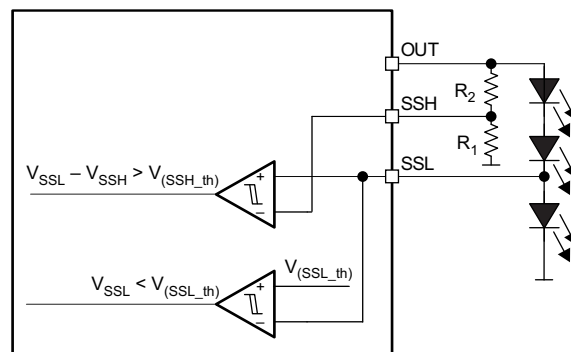 OUT
R2
SSH
R1
SSL
VSSL – VSSH > V(SSH_th)
+
–
V(SSL_th)
VSSL < V(SSL_th)
+
–